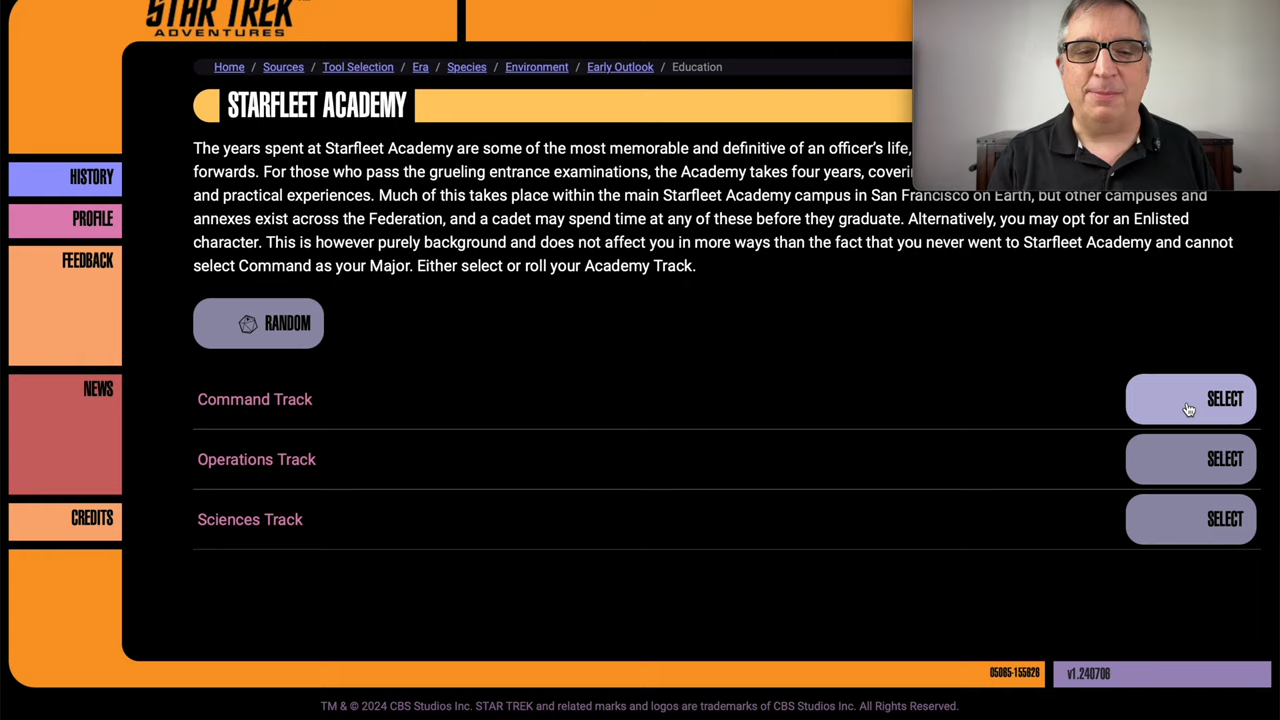 STAR TREK
ADVENTURES
Home / Sources / Tool Selection / Era / Species / Environment / Early Outlook / Education
STARFLEET ACADEMY
The years spent at Starfleet Academy are some of the most memorable and definitive of an officer's life,
forwards. For those who pass the grueling entrance examinations, the Academy takes four years,
and practical experiences. Much of this takes place within the main Starfleet Academy campus in San Francisco on Earth, but other campuses and
annexes exist across the Federation, and a cadet may spend time at any of these before they graduate. Alternatively, you may opt for an Enlisted
character. This is however purely background and does not affect you in more ways than the fact that you never went to Starfleet Academy and cannot
select Command as your Major. Either select or roll your Academy Track.
HISTORY
PROFILE
FEEDBACK
NEWS
CREDITS
RANDOM
Command Track SELECT
Operations Track SELECT
Sciences Track SELECT
05065-155628
v1.240706
TM & © 2024 CBS Studios Inc. STAR TREK and related marks and logos are trademarks of CBS Studios Inc. All Rights Reserved.